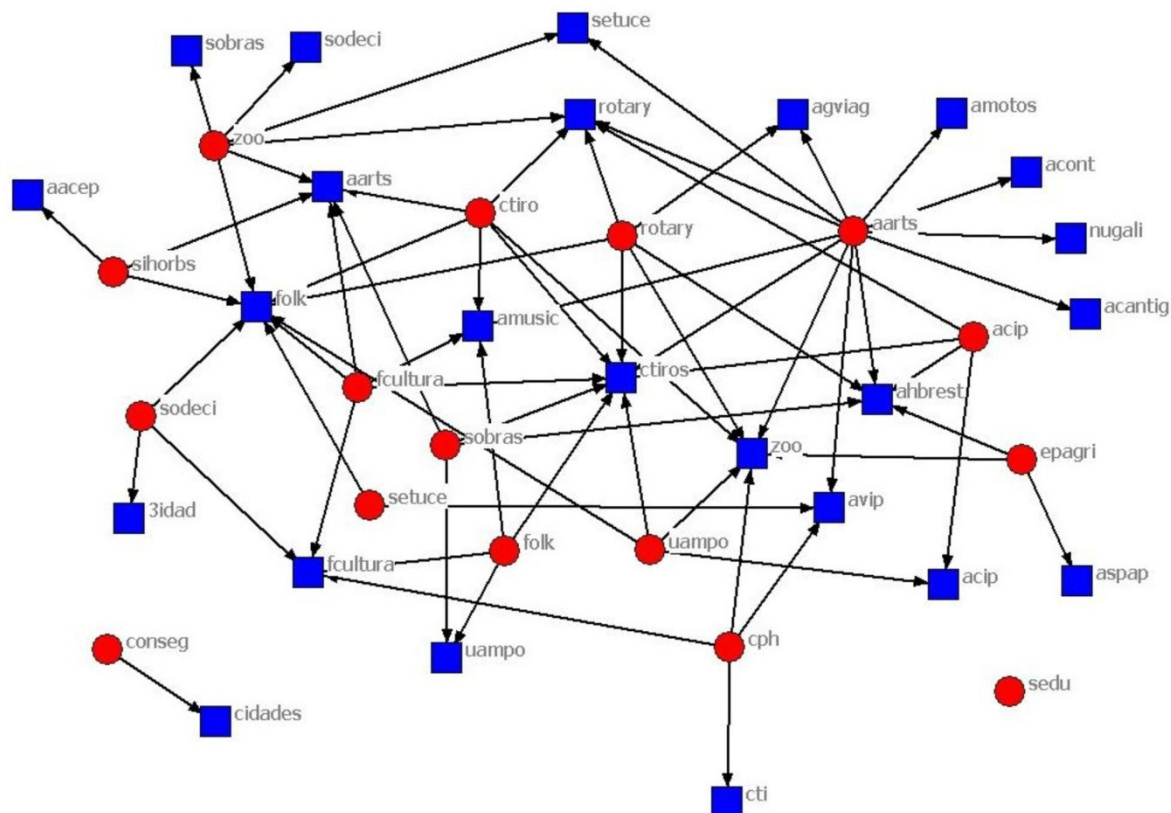 setuce
sobras
sodeci
rotary
agviag
amotos
zoo
acont
aacep
aarts
ctiro
rotary
aarts
nugali
sihorbs
folk
amusic
acantig
acip
fcultura
ctiros
ahbrest
sodeci
sobras
zoo
epagri
3idad
setuce
avip
folk
uampo
fcultura
acip
aspap
conseg
uampo
cph
sedu
cidades
cti